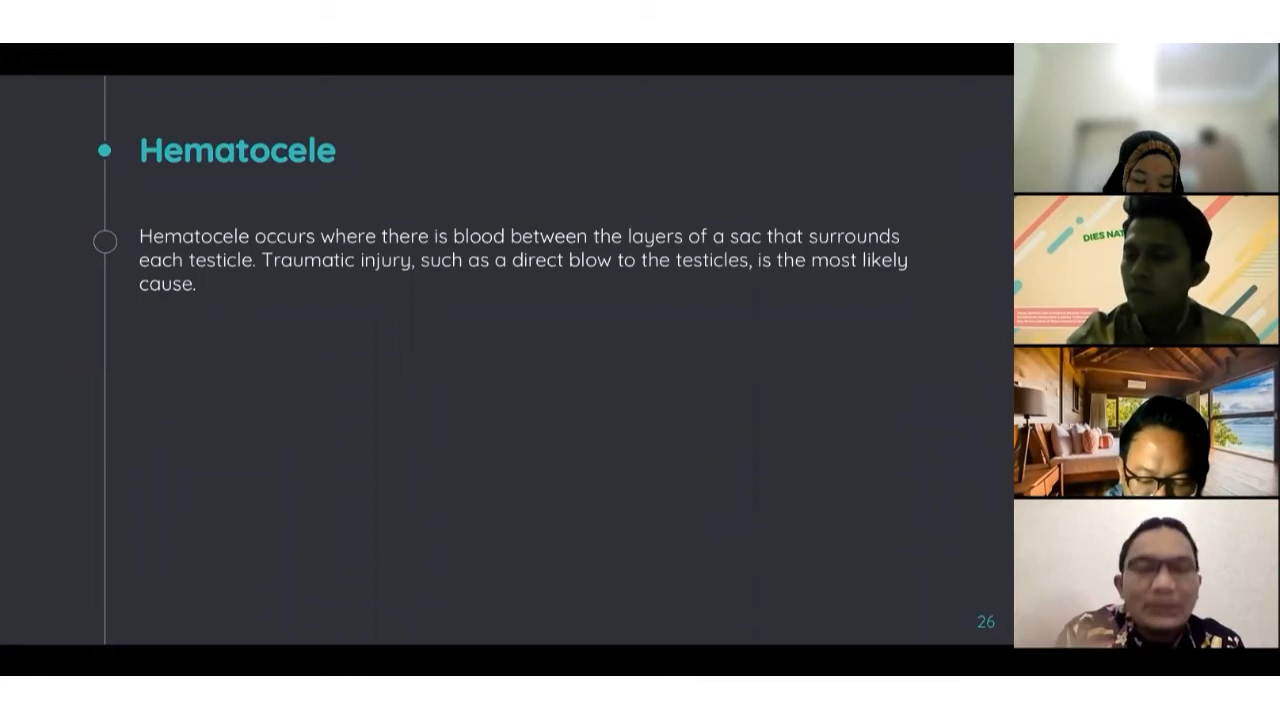 Hematocele
Hematocele occurs where there is blood between the layers of a sac that surrounds
each testicle. Traumatic injury, such as a direct blow to the testicles, is the most likely
cause.
26
DIES NAT